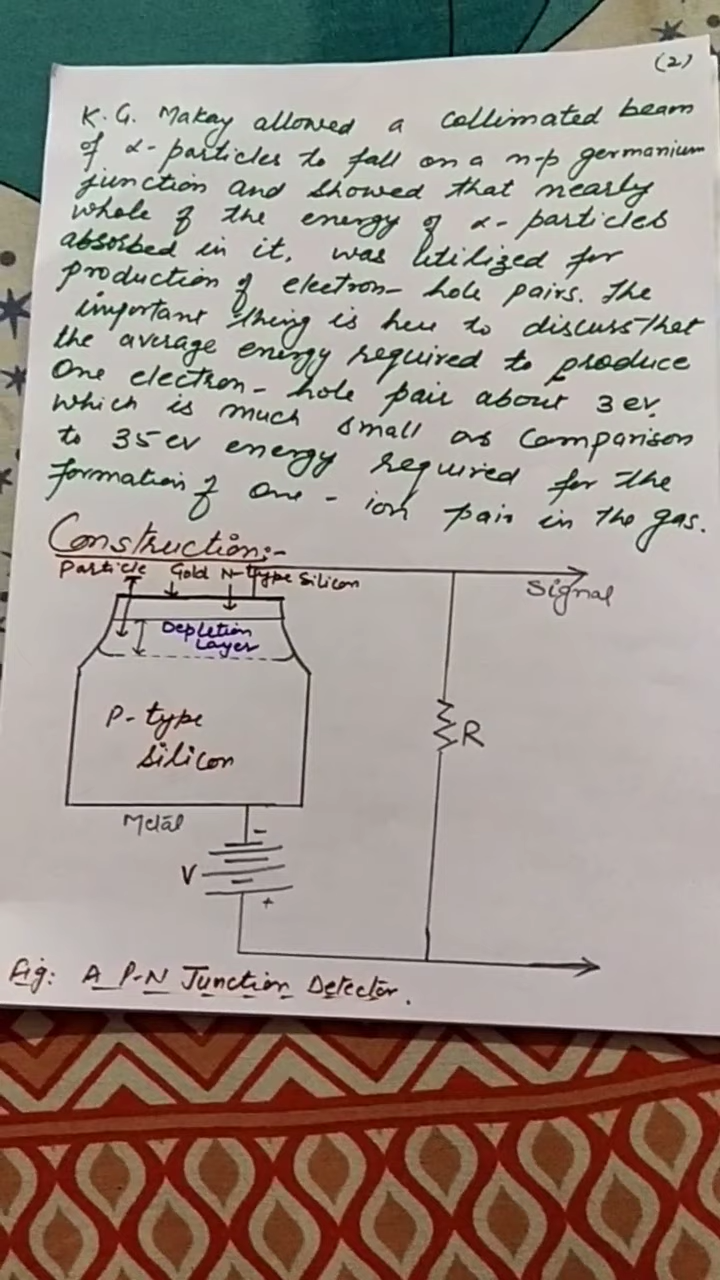 (2)
K. G. Makay allowed a collimated beam
of α-particles to fall on a n-p germanium
junction and showed that nearly
whole of the energy of α-particles
absorbed in it, was utilized for
production of electron-hole pairs. The
important thing is here to discuss that
the average energy required to produce
One electron-hole pair about 3 ev.
which is much small as comparison
to 35 ev energy required for the
formation of one-ion pair in the gas.
Construction:-
Particle Gold N-type Silicon
Signal
Depletion
Layer
P-type
Silicon
R
Metal
-
V
+
Fig: A P-N Junction Detector.